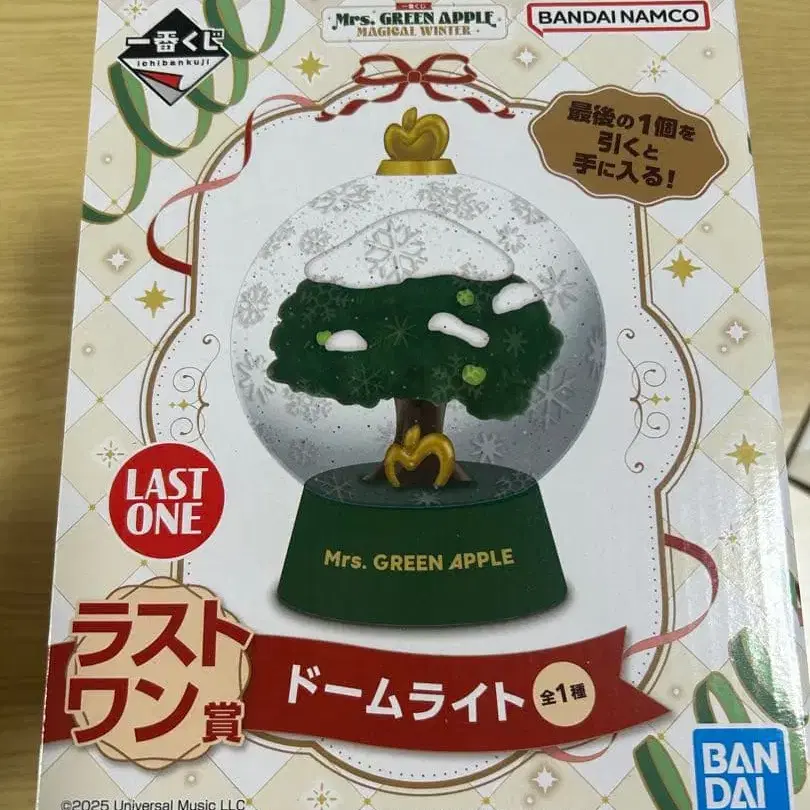 一番くじ
ichibankuji
一番くじ
Mrs. GREEN APPLE
MAGICAL WINTER
BANDAI NAMCO
最後の1個を
引くと
手に入る!
LAST
ONE
Mrs. GREEN APPLE
ラスト
ワン賞
ドームライト 全1種
©2025 Universal Music LLC
BAN
DAI